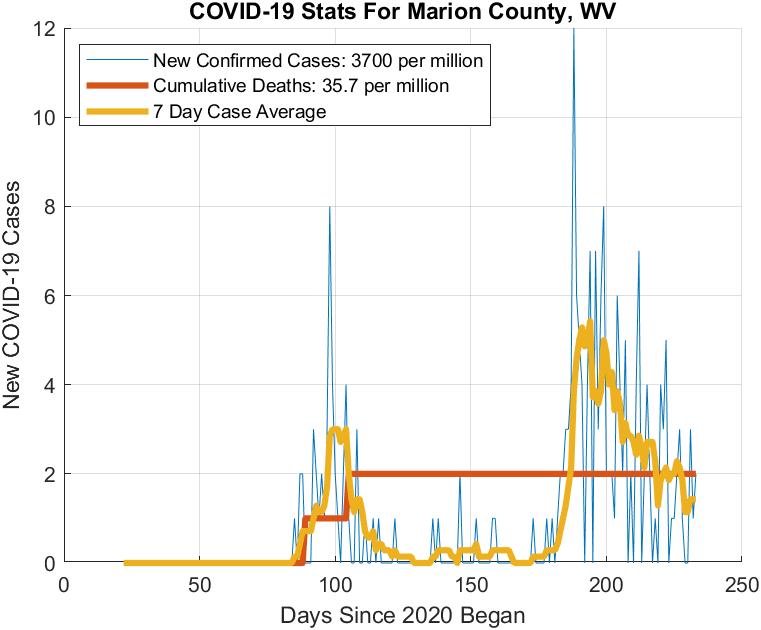 COVID-19 Stats For Marion County, WV
New Confirmed Cases: 3700 per million
Cumulative Deaths: 35.7 per million
7 Day Case Average
New COVID-19 Cases
12
10
8
6
4
2
0
0 50 100 150 200 250
Days Since 2020 Began